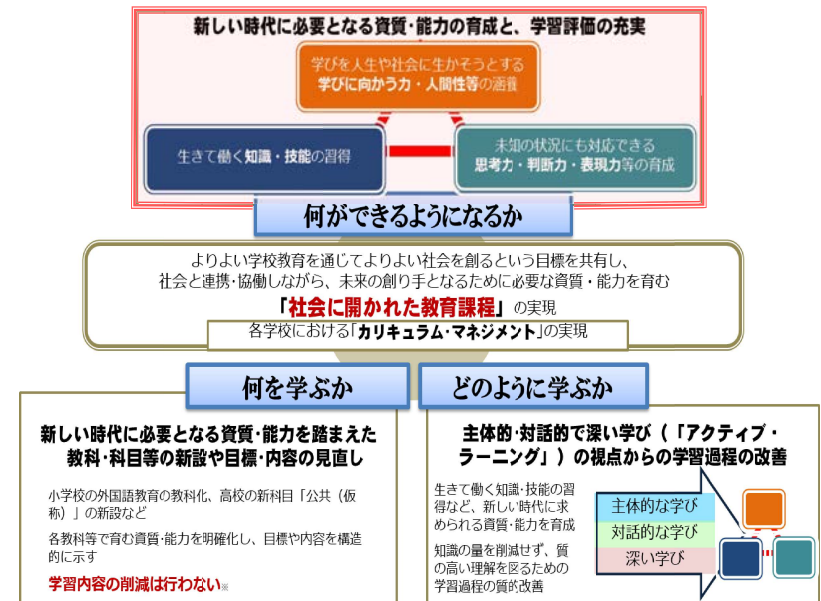 新しい時代に必要となる資質・能力の育成と、学習評価の充実
学びを人生や社会に生かそうとする
学びに向かう力・人間性等の涵養
生きて働く知識・技能の習得
未知の状況にも対応できる
思考力・判断力・表現力等の育成
何ができるようになるか
よりよい学校教育を通じてよりよい社会を創るという目標を共有し、
社会と連携・協働しながら、未来の創り手となるために必要な資質・能力を育む
「社会に開かれた教育課程」の実現
各学校における「カリキュラム・マネジメント」の実現
何を学ぶか
新しい時代に必要となる資質・能力を踏まえた
教科・科目等の新設や目標・内容の見直し
小学校の外国語教育の教科化、高校の新科目「公共（仮
称）」の新設など
各教科等で育む資質・能力を明確化し、目標や内容を構造
的に示す
学習内容の削減は行わない※
どのように学ぶか
主体的・対話的で深い学び（「アクティブ・
ラーニング」）の視点からの学習過程の改善
生きて働く知識・技能の習
得など、新しい時代に求
められる資質・能力を育成
知識の量を削減せず、質
の高い理解を図るための
学習過程の質的改善
主体的な学び
対話的な学び
深い学び